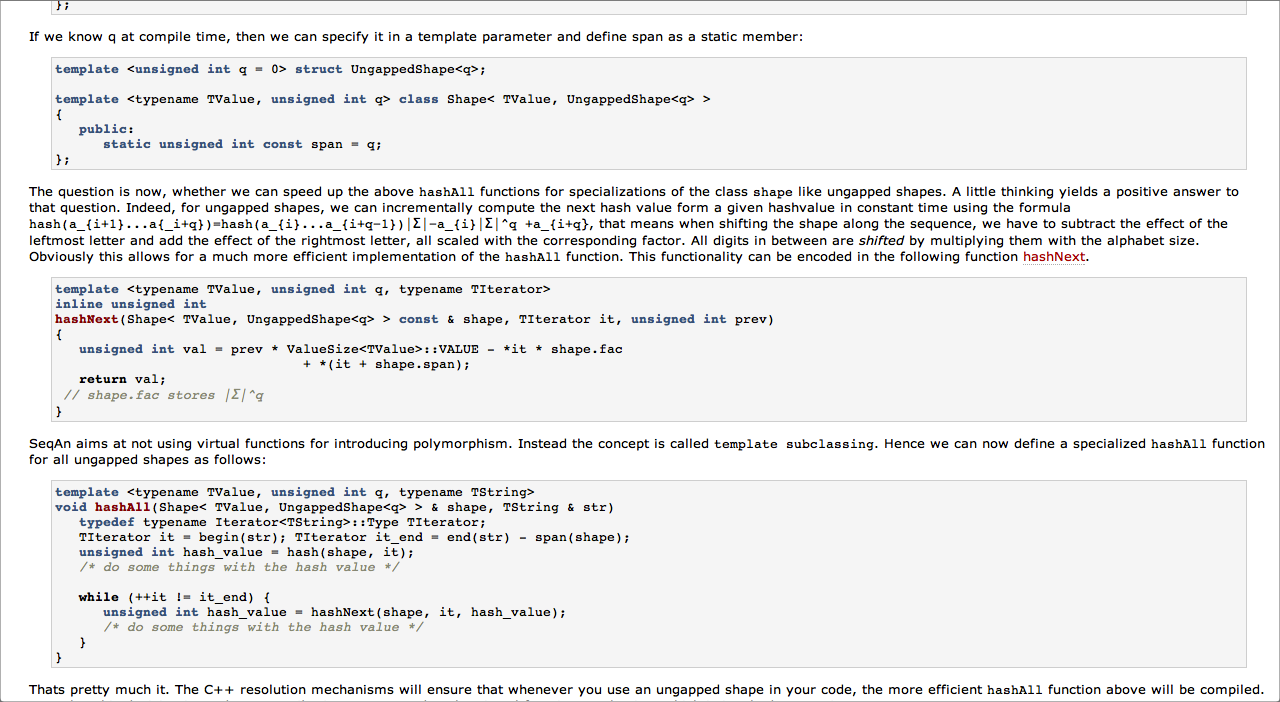 };
If we know q at compile time, then we can specify it in a template parameter and define span as a static member:
template <unsigned int q = 0> struct UngappedShape<q>;
template <typename TValue, unsigned int q> class Shape< TValue, UngappedShape<q> >
{
public:
static unsigned int const span = q;
};
The question is now, whether we can speed up the above hashAll functions for specializations of the class shape like ungapped shapes. A little thinking yields a positive answer to
that question. Indeed, for ungapped shapes, we can incrementally compute the next hash value form a given hashvalue in constant time using the formula
hash(a_{i+1}...a{_i+q})=hash(a_{i}...a_{i+q-1})|Σ|-a_{i}|Σ|^q +a_{i+q}, that means when shifting the shape along the sequence, we have to subtract the effect of the
leftmost letter and add the effect of the rightmost letter, all scaled with the corresponding factor. All digits in between are shifted by multiplying them with the alphabet size.
Obviously this allows for a much more efficient implementation of the hashAll function. This functionality can be encoded in the following function hashNext.
template <typename TValue, unsigned int q, typename TIterator>
inline unsigned int
hashNext(Shape< TValue, UngappedShape<q> > const & shape, TIterator it, unsigned int prev)
{
unsigned int val = prev * ValueSize<TValue>::VALUE - *it * shape.fac
+ *(it + shape.span);
return val;
// shape.fac stores |Σ|^q
}
SeqAn aims at not using virtual functions for introducing polymorphism. Instead the concept is called template subclassing. Hence we can now define a specialized hashAll function
for all ungapped shapes as follows:
template <typename TValue, unsigned int q, typename TString>
void hashAll(Shape< TValue, UngappedShape<q> > & shape, TString & str)
typedef typename Iterator<TString>::Type TIterator;
TIterator it = begin(str); TIterator it_end = end(str) - span(shape);
unsigned int hash_value = hash(shape, it);
/* do some things with the hash value */
while (++it != it_end) {
unsigned int hash_value = hashNext(shape, it, hash_value);
/* do some things with the hash value */
}
}
Thats pretty much it. The C++ resolution mechanisms will ensure that whenever you use an ungapped shape in your code, the more efficient hashAll function above will be compiled.